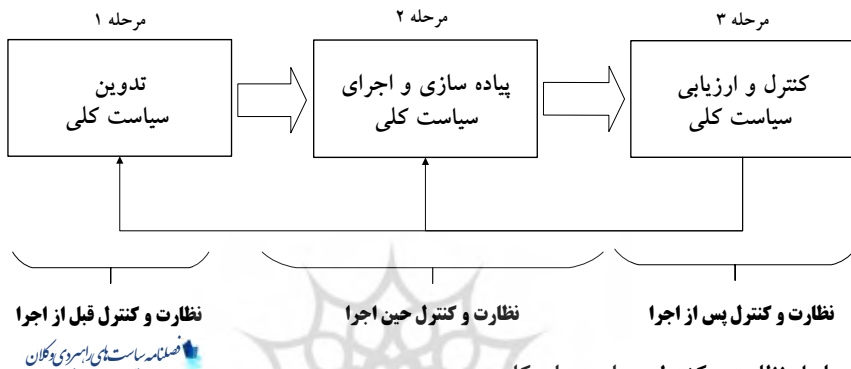 مرحله ۱
مرحله ۲
مرحله ۳
تدوین
سیاست کلی
پیاده سازی و اجرای
سیاست کلی
کنترل و ارزیابی
سیاست کلی
نظارت و کنترل قبل از اجرا
نظارت و کنترل حین اجرا
نظارت و کنترل پس از اجرا
فصلنامه سیاست‌های راهبردی و کلان